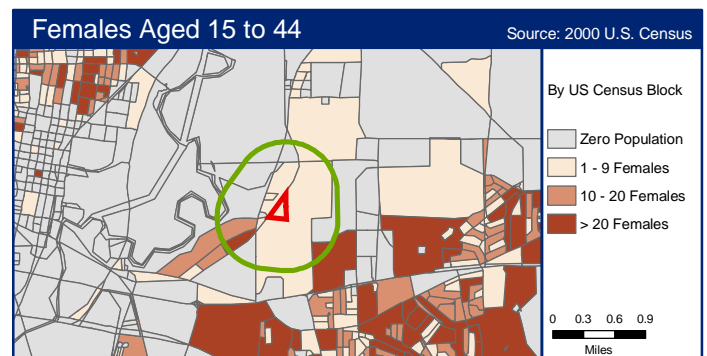 Females Aged 15 to 44
Source: 2000 U.S. Census
By US Census Block
Zero Population
1 - 9 Females
10 - 20 Females
> 20 Females
0 0.3 0.6 0.9
Miles